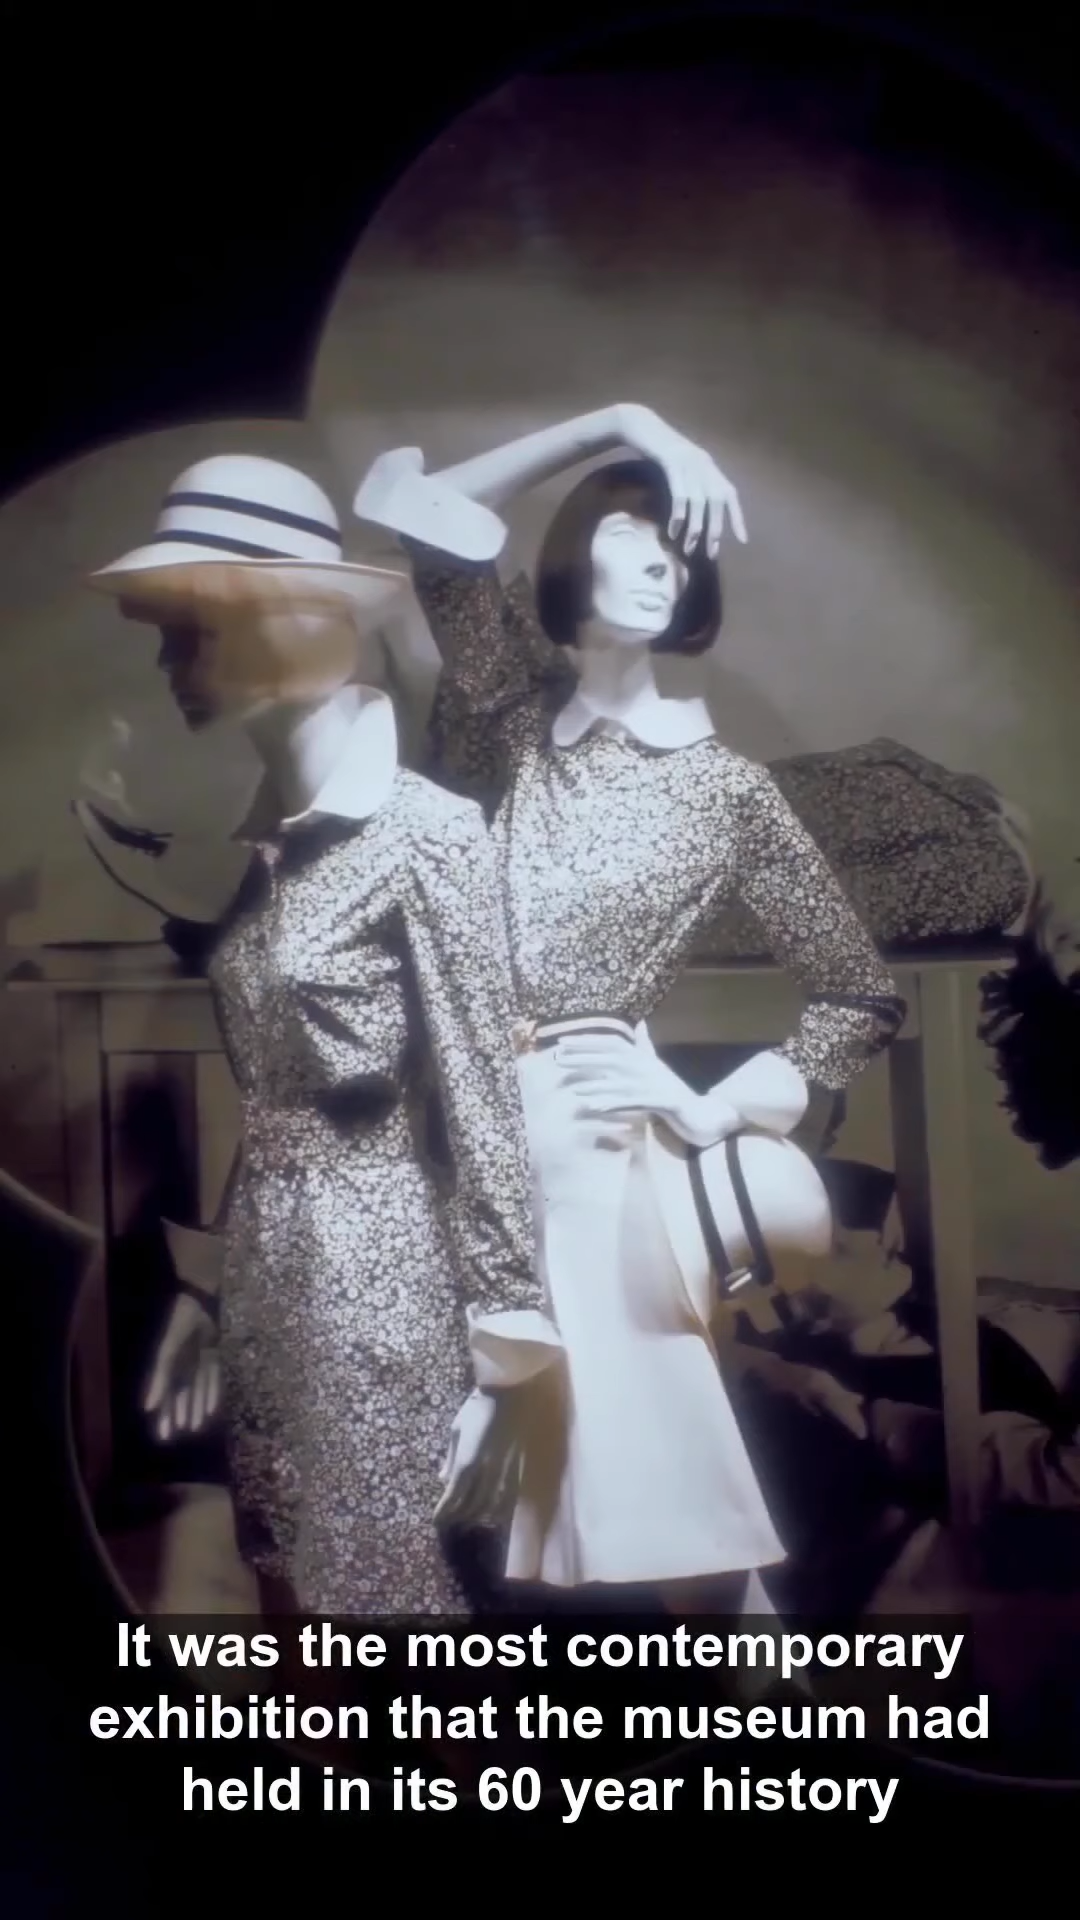 It was the most contemporary
exhibition that the museum had
held in its 60 year history